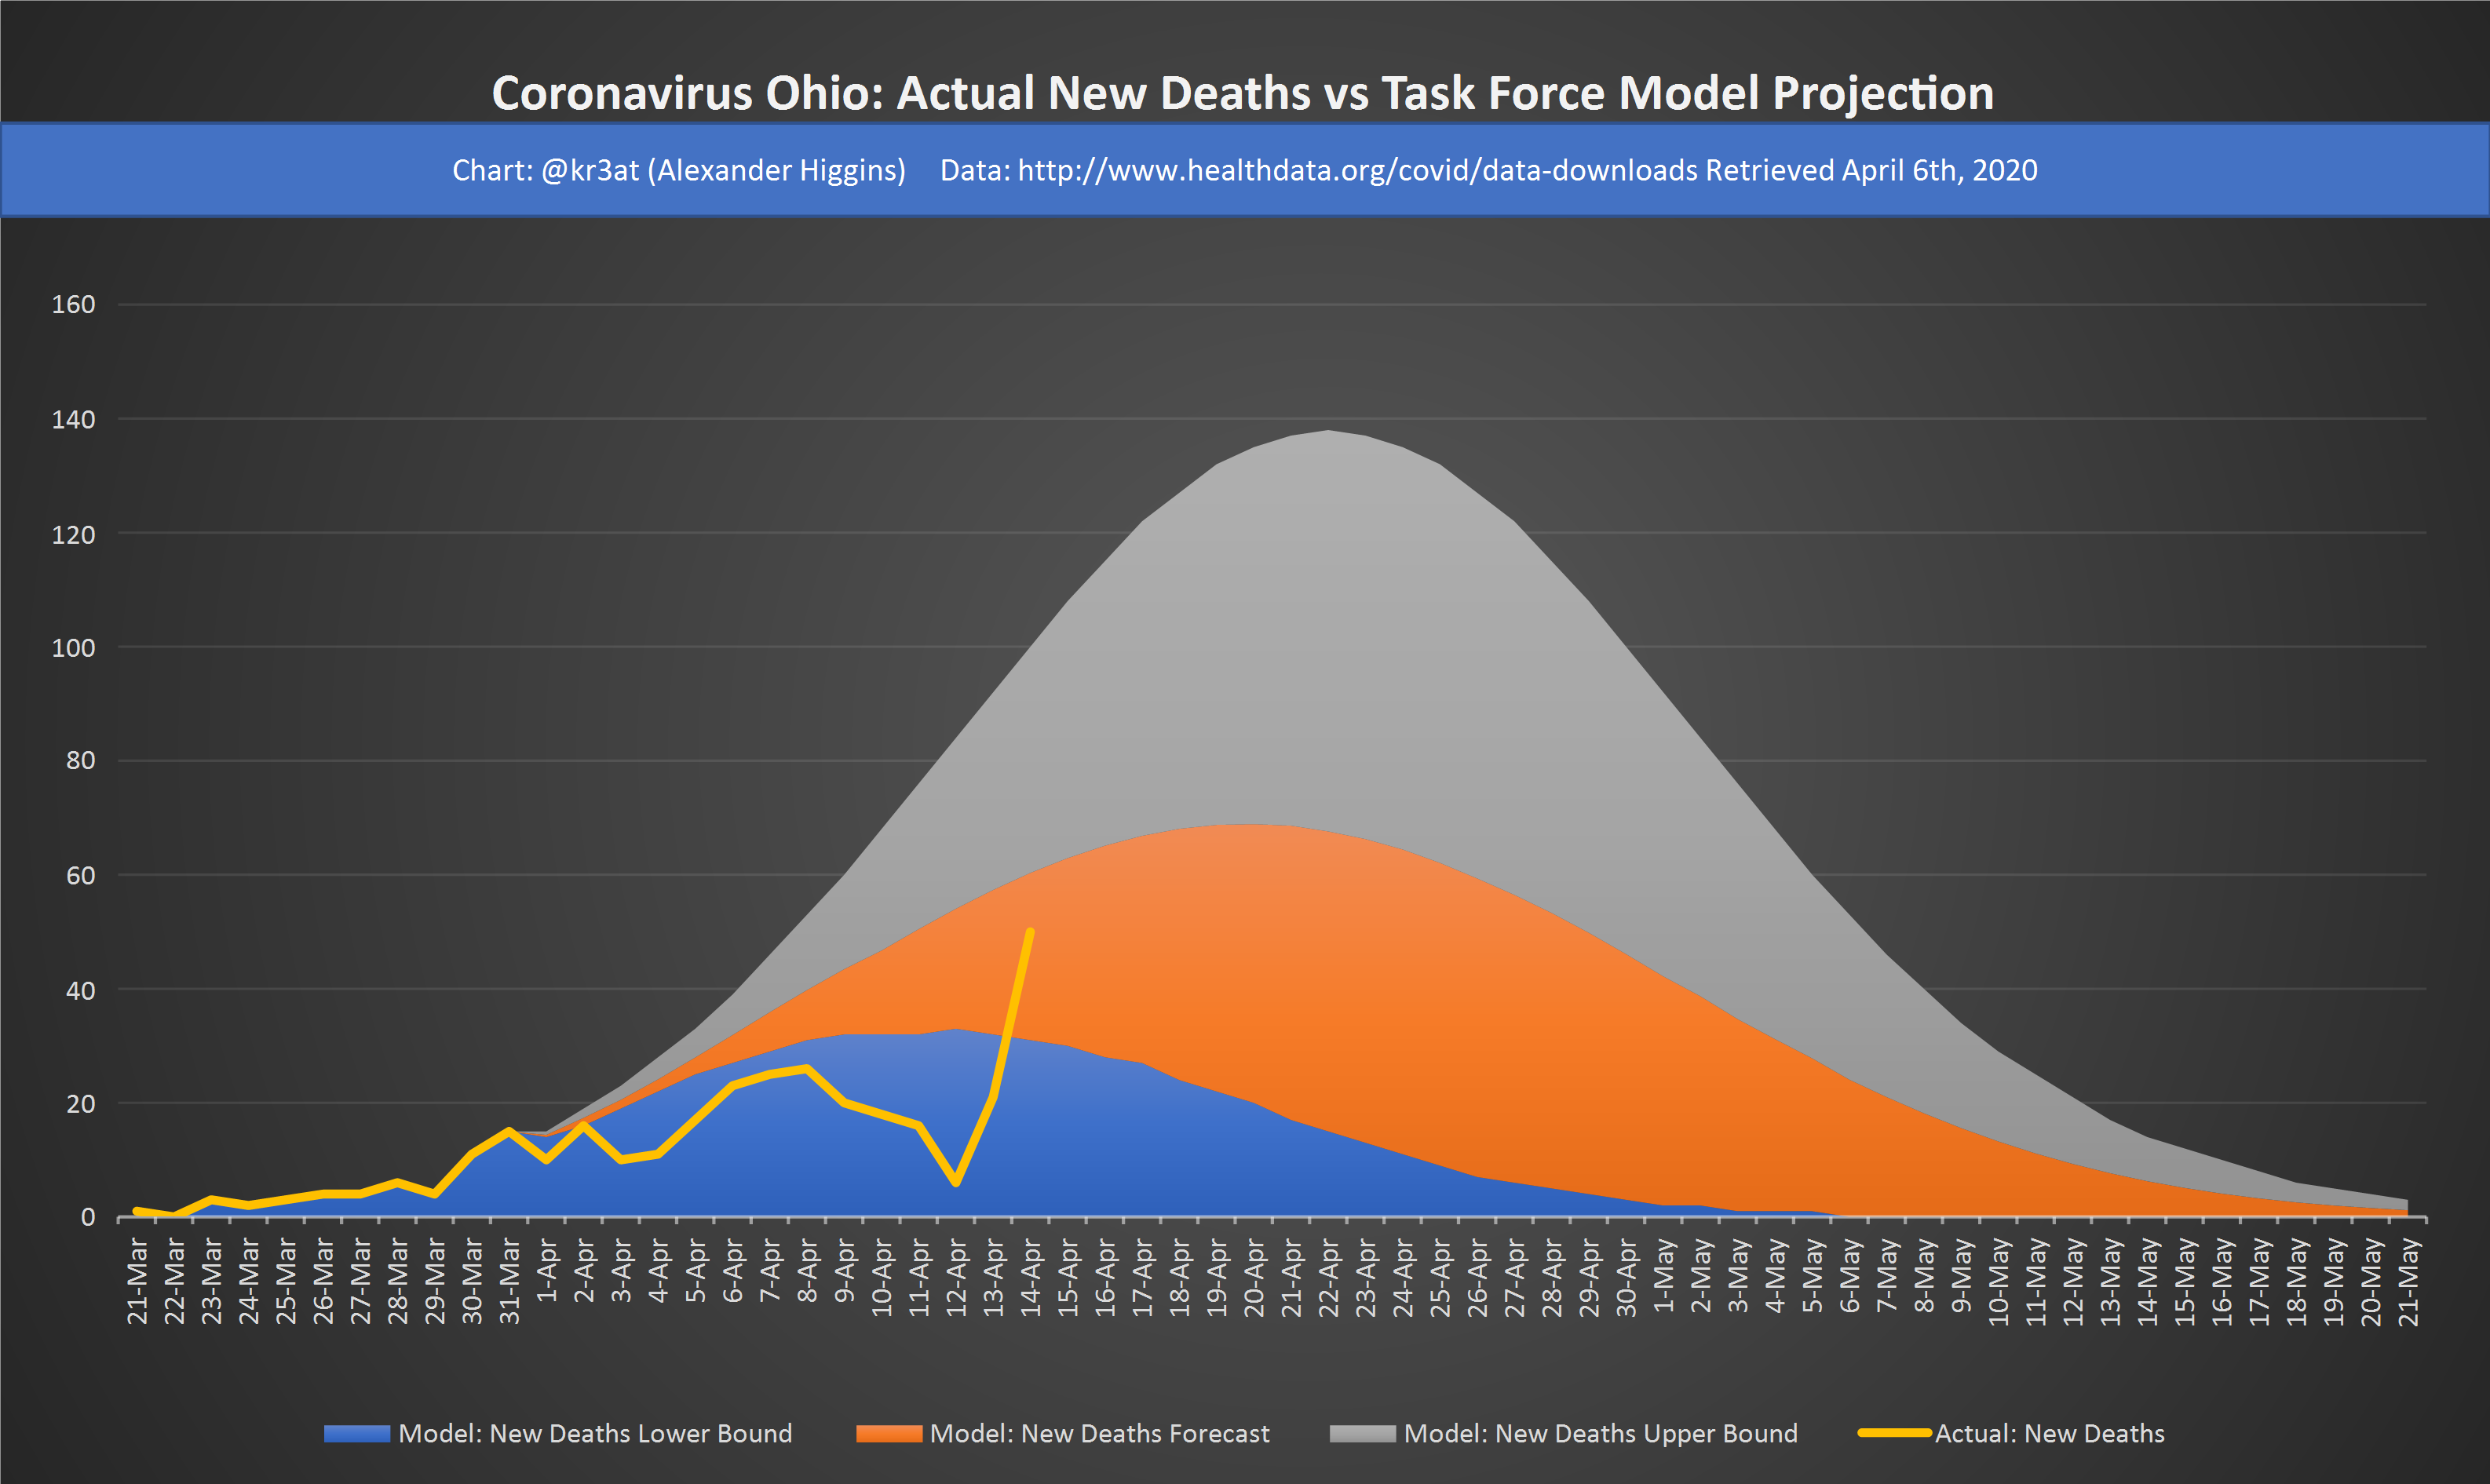 Coronavirus Ohio: Actual New Deaths vs Task Force Model Projection
Chart: @kr3at (Alexander Higgins)    Data: http://www.healthdata.org/covid/data-downloads Retrieved April 6th, 2020
160
140
120
100
80
60
40
20
0
21-Mar
22-Mar
23-Mar
24-Mar
25-Mar
26-Mar
27-Mar
28-Mar
29-Mar
30-Mar
31-Mar
1-Apr
2-Apr
3-Apr
4-Apr
5-Apr
6-Apr
7-Apr
8-Apr
9-Apr
10-Apr
11-Apr
12-Apr
13-Apr
14-Apr
15-Apr
16-Apr
17-Apr
18-Apr
19-Apr
20-Apr
21-Apr
22-Apr
23-Apr
24-Apr
25-Apr
26-Apr
27-Apr
28-Apr
29-Apr
30-Apr
1-May
2-May
3-May
4-May
5-May
6-May
7-May
8-May
9-May
10-May
11-May
12-May
13-May
14-May
15-May
16-May
17-May
18-May
19-May
20-May
21-May
Model: New Deaths Lower Bound
Model: New Deaths Forecast
Model: New Deaths Upper Bound
Actual: New Deaths